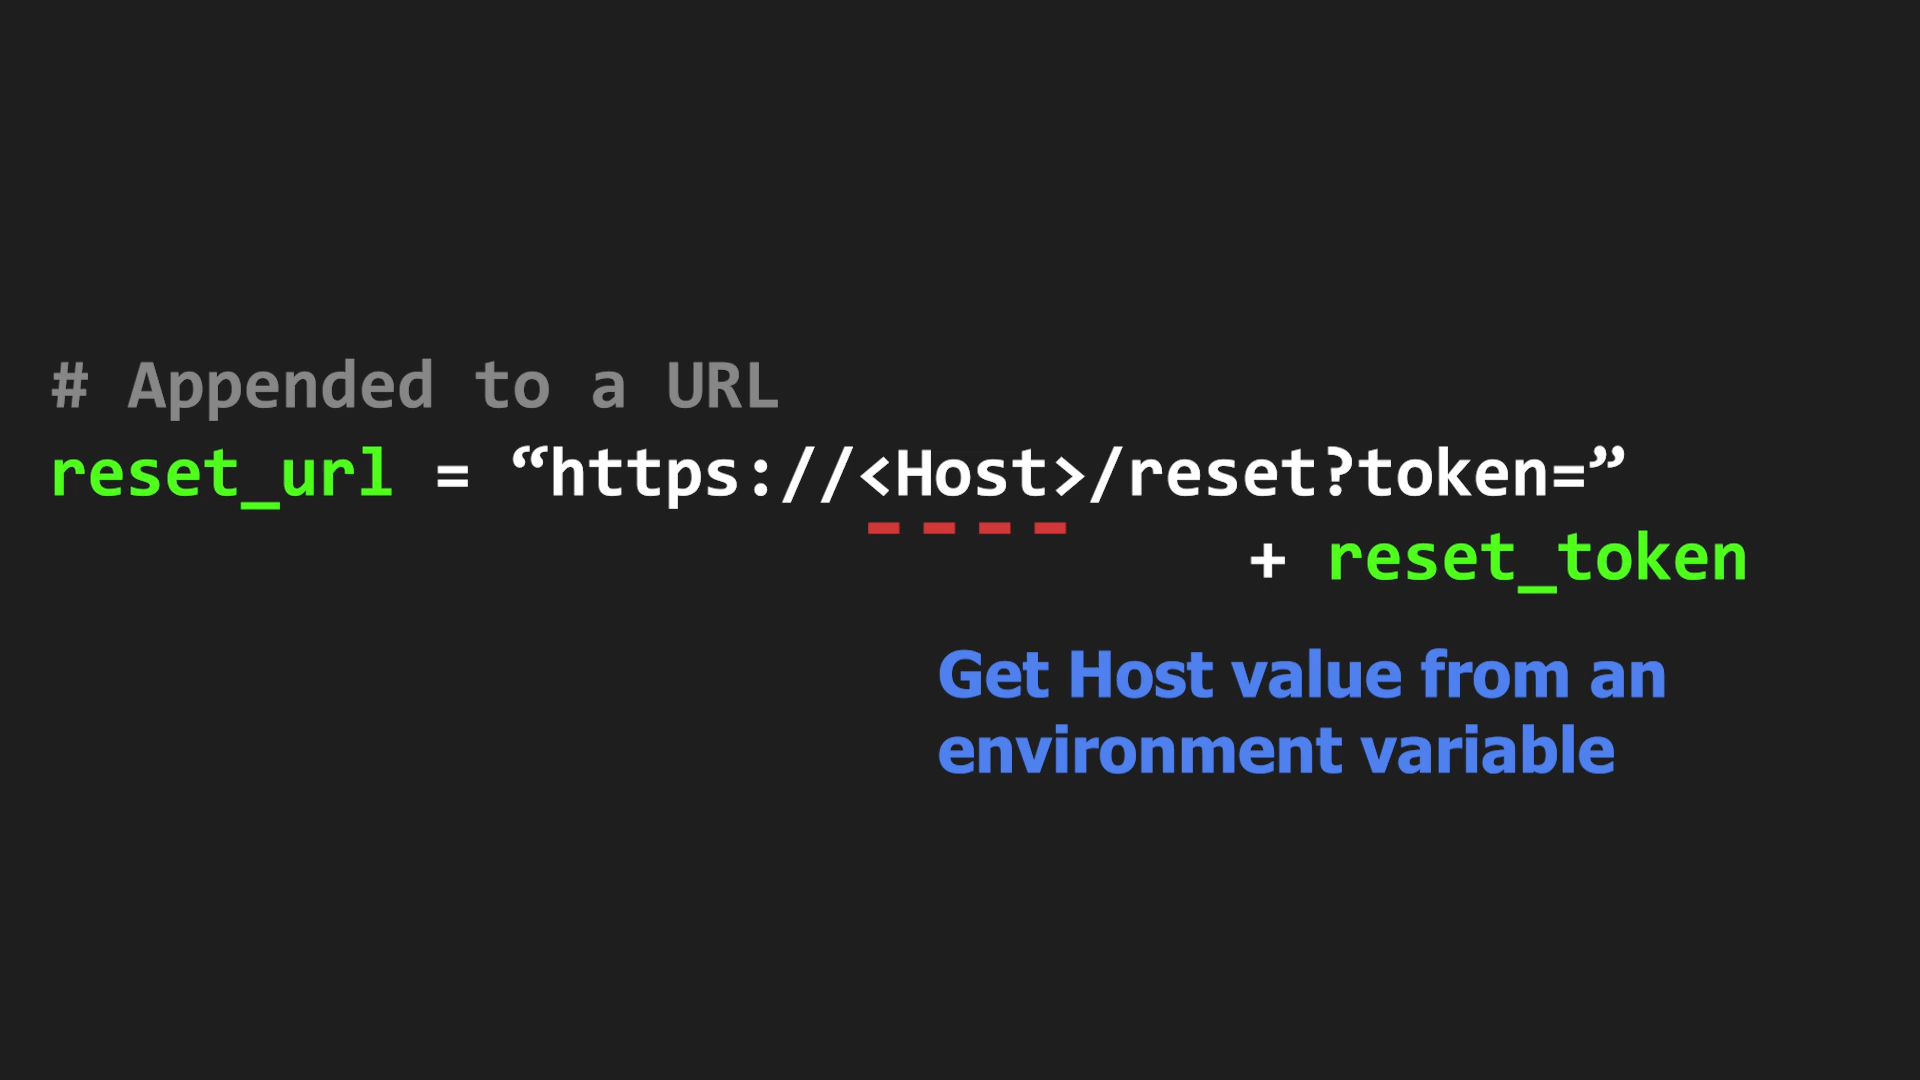 # Appended to a URL
reset_url = “https://<Host>/reset?token=”
+ reset_token
Get Host value from an
environment variable